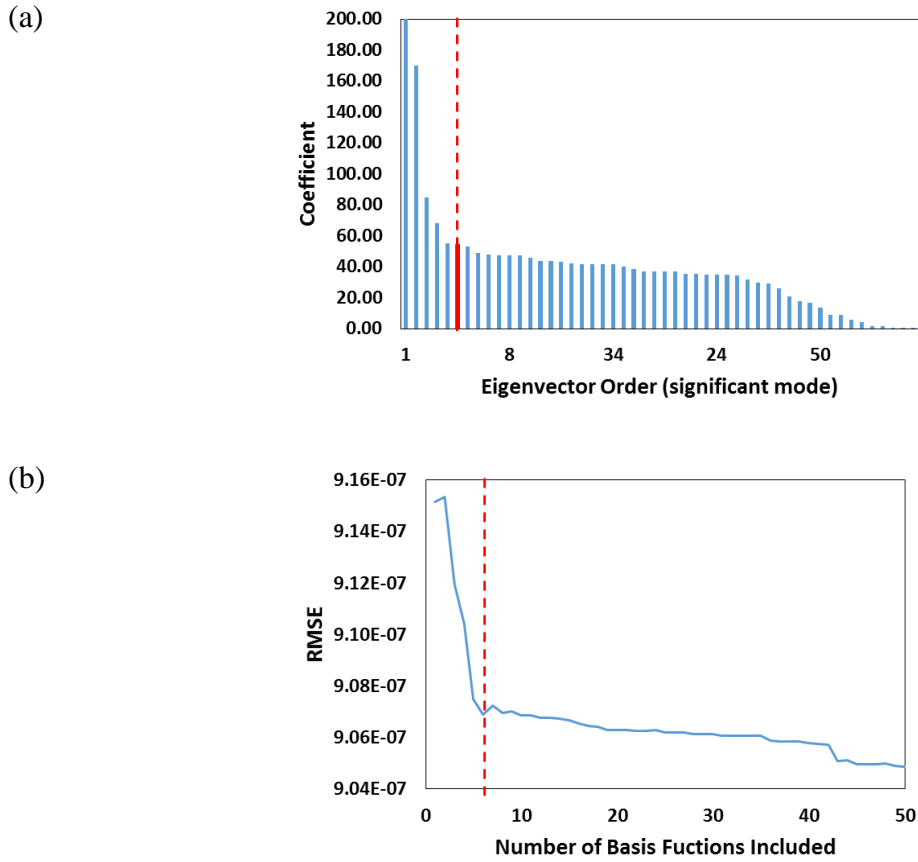 (a)
200.00
180.00
160.00
140.00
120.00
100.00
80.00
60.00
40.00
20.00
0.00
Coefficient
1 8 34 24 50
Eigenvector Order (significant mode)
(b)
9.16E-07
9.14E-07
9.12E-07
9.10E-07
9.08E-07
9.06E-07
9.04E-07
RMSE
0 10 20 30 40 50
Number of Basis Fuctions Included